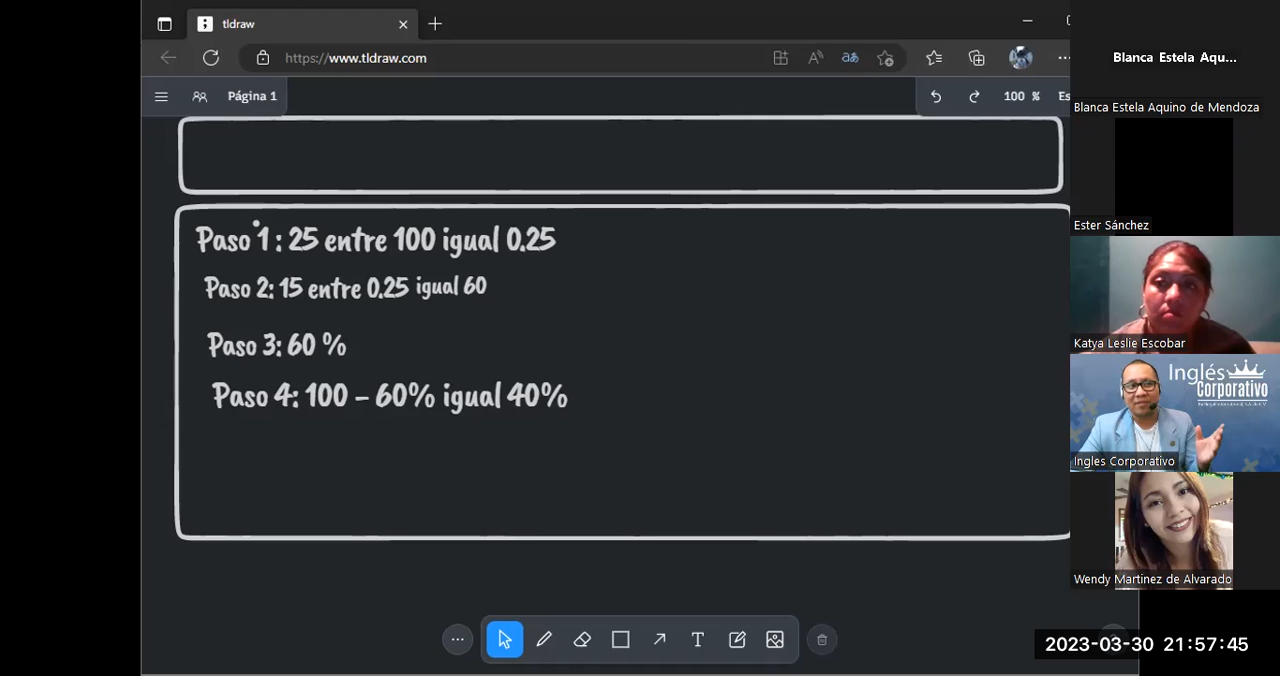 tldraw
https://www.tldraw.com
Página 1
100 %
Es
Paso 1 : 25 entre 100 igual 0.25
Paso 2: 15 entre 0.25 igual 60
Paso 3: 60 %
Paso 4: 100 - 60% igual 40%
Blanca Estela Aqu...
Blanca Estela Aquino de Mendoza
Ester Sánchez
Katya Leslie Escobar
Inglés
Corporativo
Ingles Corporativo
Wendy Martinez de Alvarado
2023-03-30 21:57:45